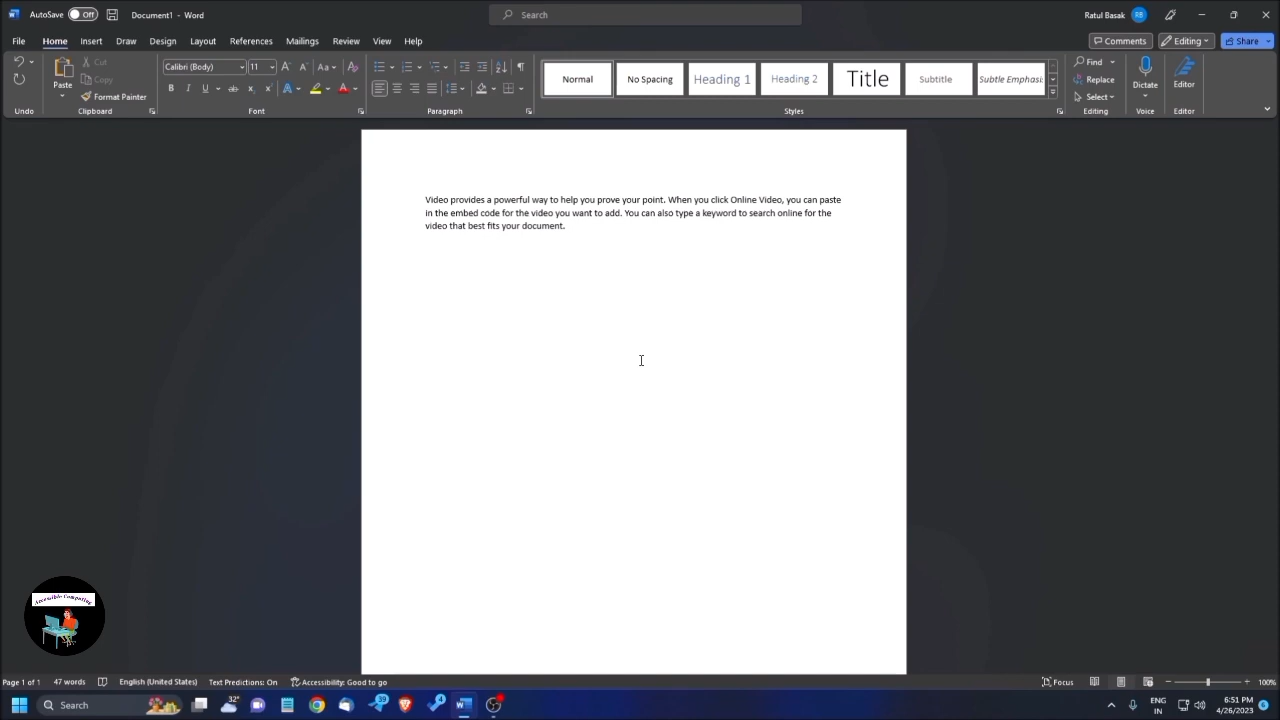 AutoSave Off Document1 - Word Search Ratul Basak RB
File Home Insert Draw Design Layout References Mailings Review View Help Comments Editing Share
Paste Cut Copy Format Painter
Calibri (Body) 11
Normal No Spacing Heading 1 Heading 2 Title Subtitle Subtle Emphasis
Find Replace Select Dictate Editor
Undo Clipboard Font Paragraph Styles Editing Voice Editor
Video provides a powerful way to help you prove your point. When you click Online Video, you can paste
in the embed code for the video you want to add. You can also type a keyword to search online for the
video that best fits your document.
Accessible Computing
Page 1 of 1 47 words English (United States) Text Predictions: On Accessibility: Good to go Focus 100%
Search 32° 39 4 ENG IN 6:51 PM 4/26/2023 6